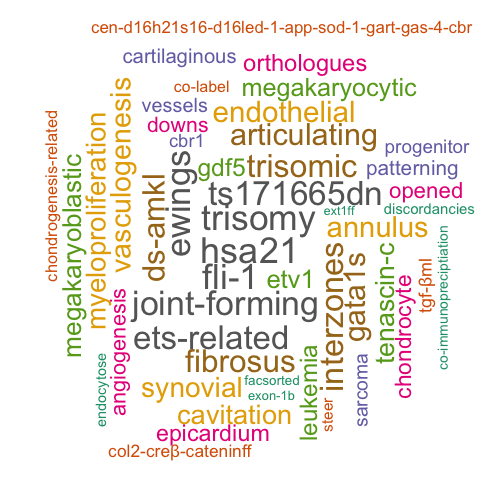 cen-d16h21s16-d16led-1-app-sod-1-gart-gas-4-cbr
cartilaginous
orthologues
co-label
megakaryocytic
vessels
endothelial
downs
articulating
cbr1
progenitor
gdf5
trisomic
patterning
ts171665dn
opened
trisomy
ext1ff
discordancies
annulus
hsa21
fli-1
etv1
joint-forming
ets-related
fibrosus
synovial
facsorted
exon-1b
cavitation
epicardium
col2-creβ-cateninff
chondrogenesis-related
megakaryoblastic
myeloproliferation
vasculogenesis
ds-amkl
ewings
endocytose
angiogenesis
leukemia
steer
interzones
gata1s
sarcoma
tenascin-c
chondrocyte
tgf-βml
co-immunopreciptiation